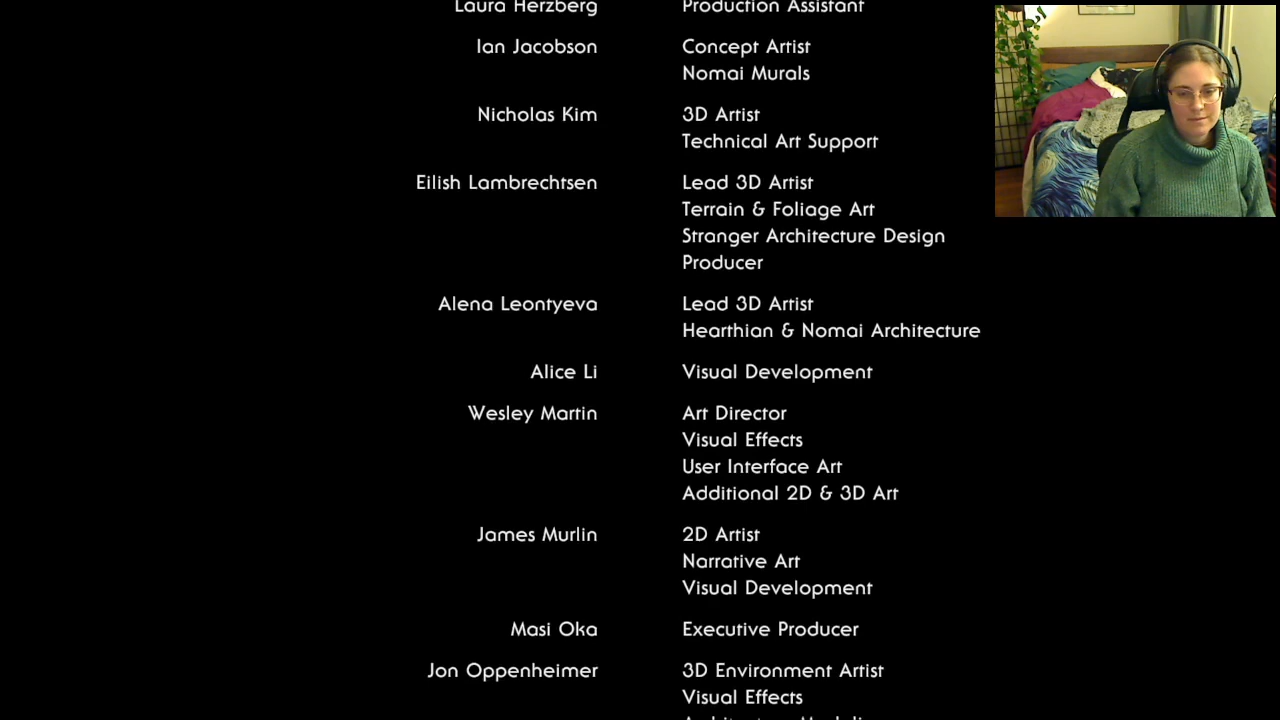 Laura Herzberg Production Assistant
Ian Jacobson Concept Artist
Nomai Murals
Nicholas Kim 3D Artist
Technical Art Support
Eilish Lambrechtsen Lead 3D Artist
Terrain & Foliage Art
Stranger Architecture Design
Producer
Alena Leontyeva Lead 3D Artist
Hearthian & Nomai Architecture
Alice Li Visual Development
Wesley Martin Art Director
Visual Effects
User Interface Art
Additional 2D & 3D Art
James Murlin 2D Artist
Narrative Art
Visual Development
Masi Oka Executive Producer
Jon Oppenheimer 3D Environment Artist
Visual Effects